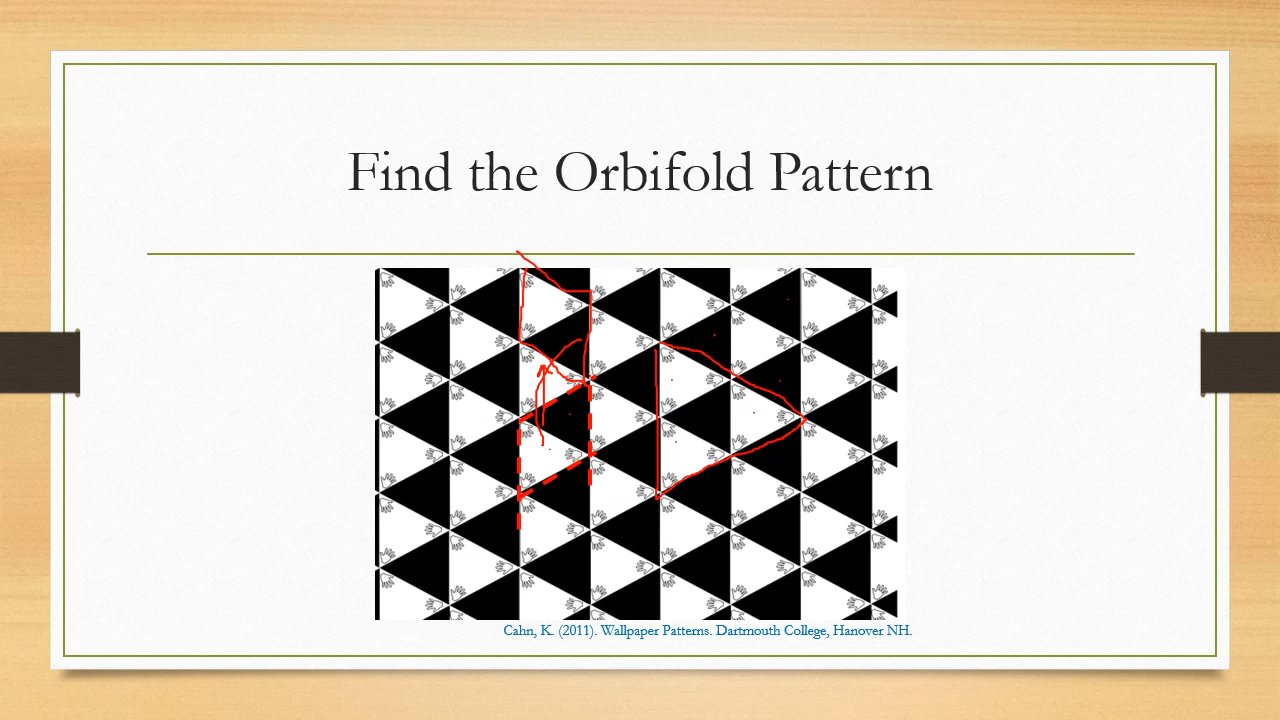 Find the Orbifold Pattern
Cahn, K. (2011). Wallpaper Patterns. Dartmouth College, Hanover NH.